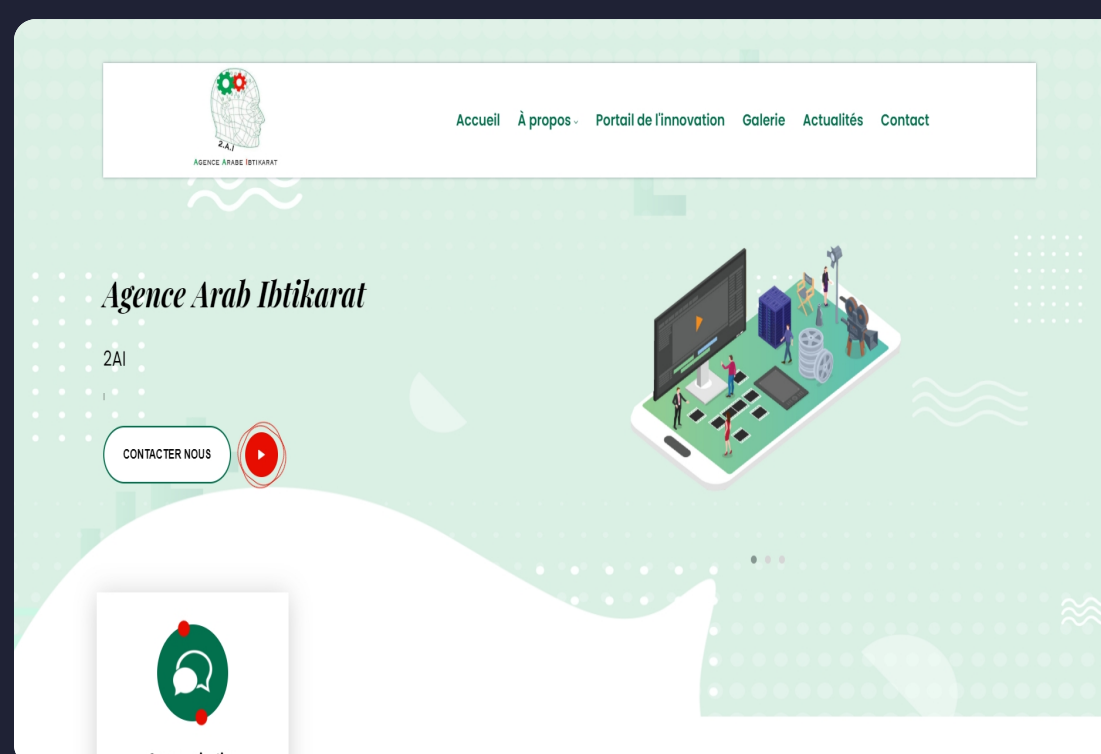 2.A.I
AGENCE ARABE IBTIKARAT
Accueil À propos Portail de l'innovation Galerie Actualités Contact
Agence Arab Ibtikarat
2AI
CONTACTER NOUS